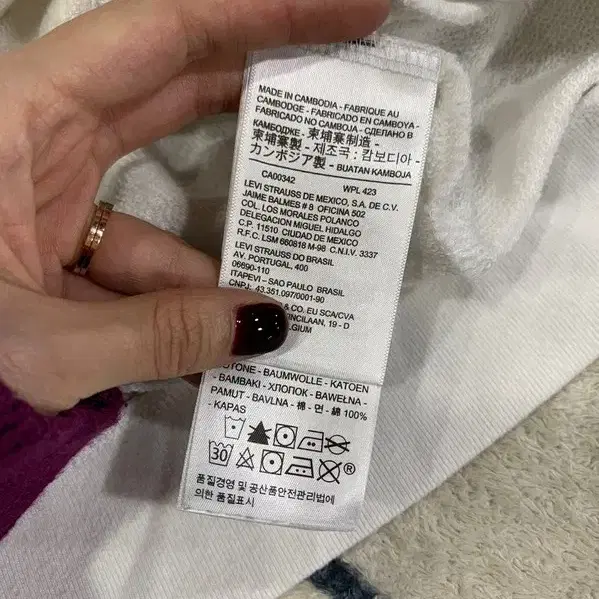 MADE IN CAMBODIA - FABRIQUE AU
CAMBODGE - FABRICADO EN CAMBOYA -
FABRICADO NO CAMBOJA - СДЕЛАНО В
КАМБОДЖЕ - 柬埔寨制造 -
柬埔寨製 - 제조국 : 캄보디아 -
カンボジア製 - BUATAN KAMBOJA
CA00342 WPL 423
LEVI STRAUSS DE MEXICO, S.A. DE C.V.
JAIME BALMES # 8 OFICINA 502
COL. LOS MORALES POLANCO
DELEGACION MIGUEL HIDALGO
C.P. 11510 CIUDAD DE MEXICO
R.F.C. LSM 660818 M-98 C.N.I.V. 3337
LEVI STRAUSS DO BRASIL
AV. PORTUGAL, 400
06690-110
ITAPEVI - SAO PAULO BRASIL
CNPJ: 43.351.097/0001-90
& CO. EU SCA/CVA
19 - D
- BAUMWOLLE - KATOEN
- BAMBAKI - ХЛОПОК - BAWEŁNA -
PAMUT - BAVLNA - 棉 - 면 - 綿 100%
- KAPAS
30 ®
품질경영 및 공산품안전관리법에
의한 품질표시